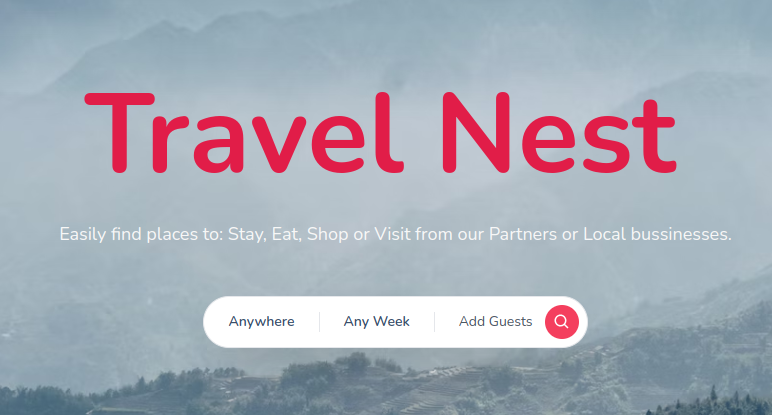 Travel Nest
Easily find places to: Stay, Eat, Shop or Visit from our Partners or Local bussinesses.
Anywhere Any Week Add Guests